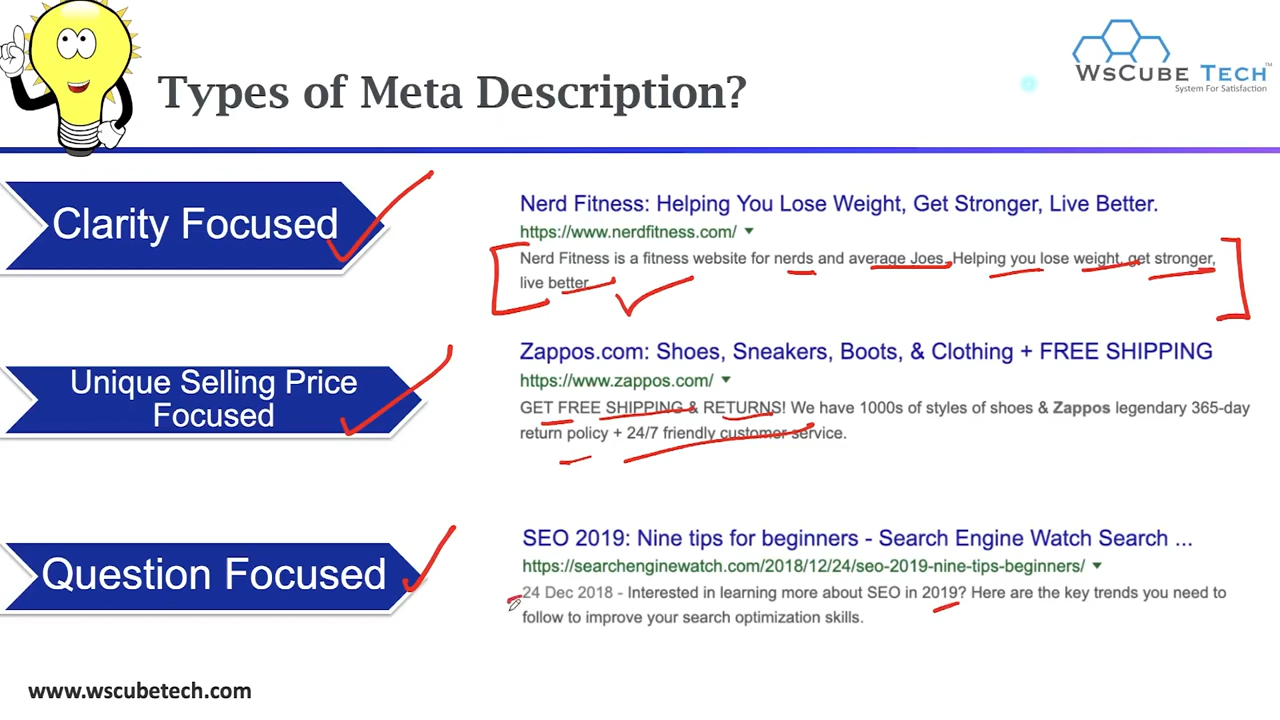 Types of Meta Description?
WsCube Tech™
System For Satisfaction
Clarity Focused
Nerd Fitness: Helping You Lose Weight, Get Stronger, Live Better.
https://www.nerdfitness.com/
Nerd Fitness is a fitness website for nerds and average Joes. Helping you lose weight, get stronger,
live better.
Unique Selling Price
Focused
Zappos.com: Shoes, Sneakers, Boots, & Clothing + FREE SHIPPING
https://www.zappos.com/
GET FREE SHIPPING & RETURNS! We have 1000s of styles of shoes & Zappos legendary 365-day
return policy + 24/7 friendly customer service.
Question Focused
SEO 2019: Nine tips for beginners - Search Engine Watch Search ...
https://searchenginewatch.com/2018/12/24/seo-2019-nine-tips-beginners/
24 Dec 2018 - Interested in learning more about SEO in 2019? Here are the key trends you need to
follow to improve your search optimization skills.
www.wscubetech.com